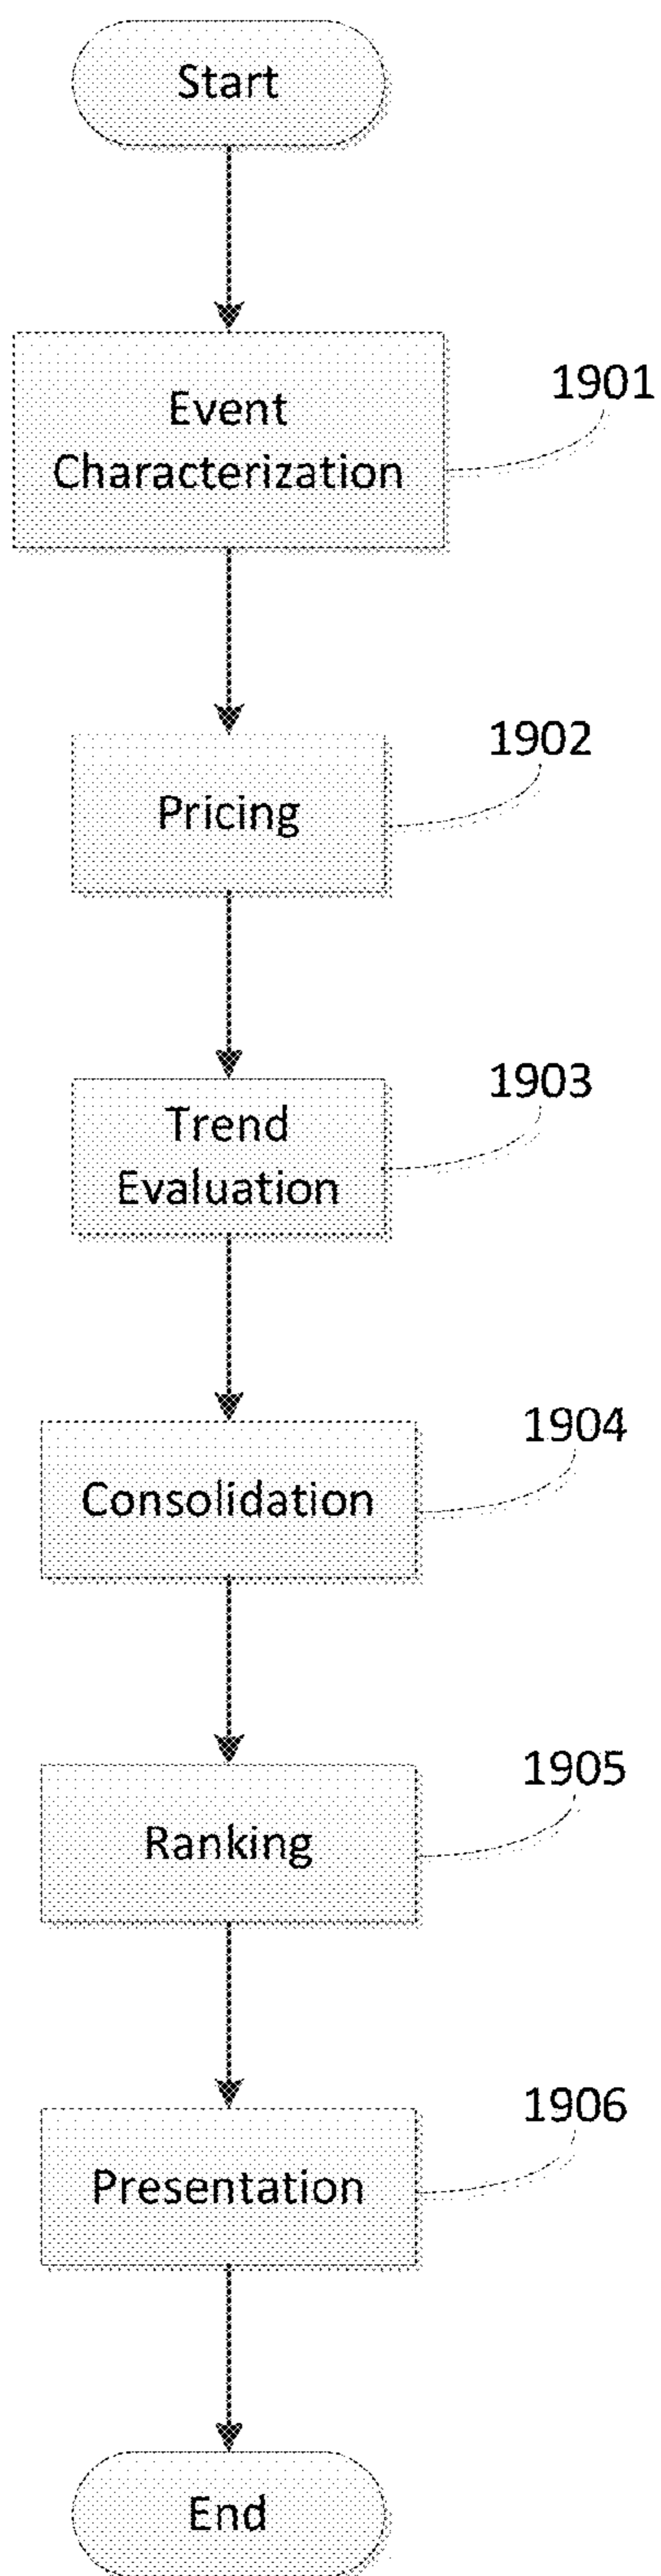 Start
Event
Characterization
1901
Pricing
1902
Trend
Evaluation
1903
Consolidation
1904
Ranking
1905
Presentation
1906
End